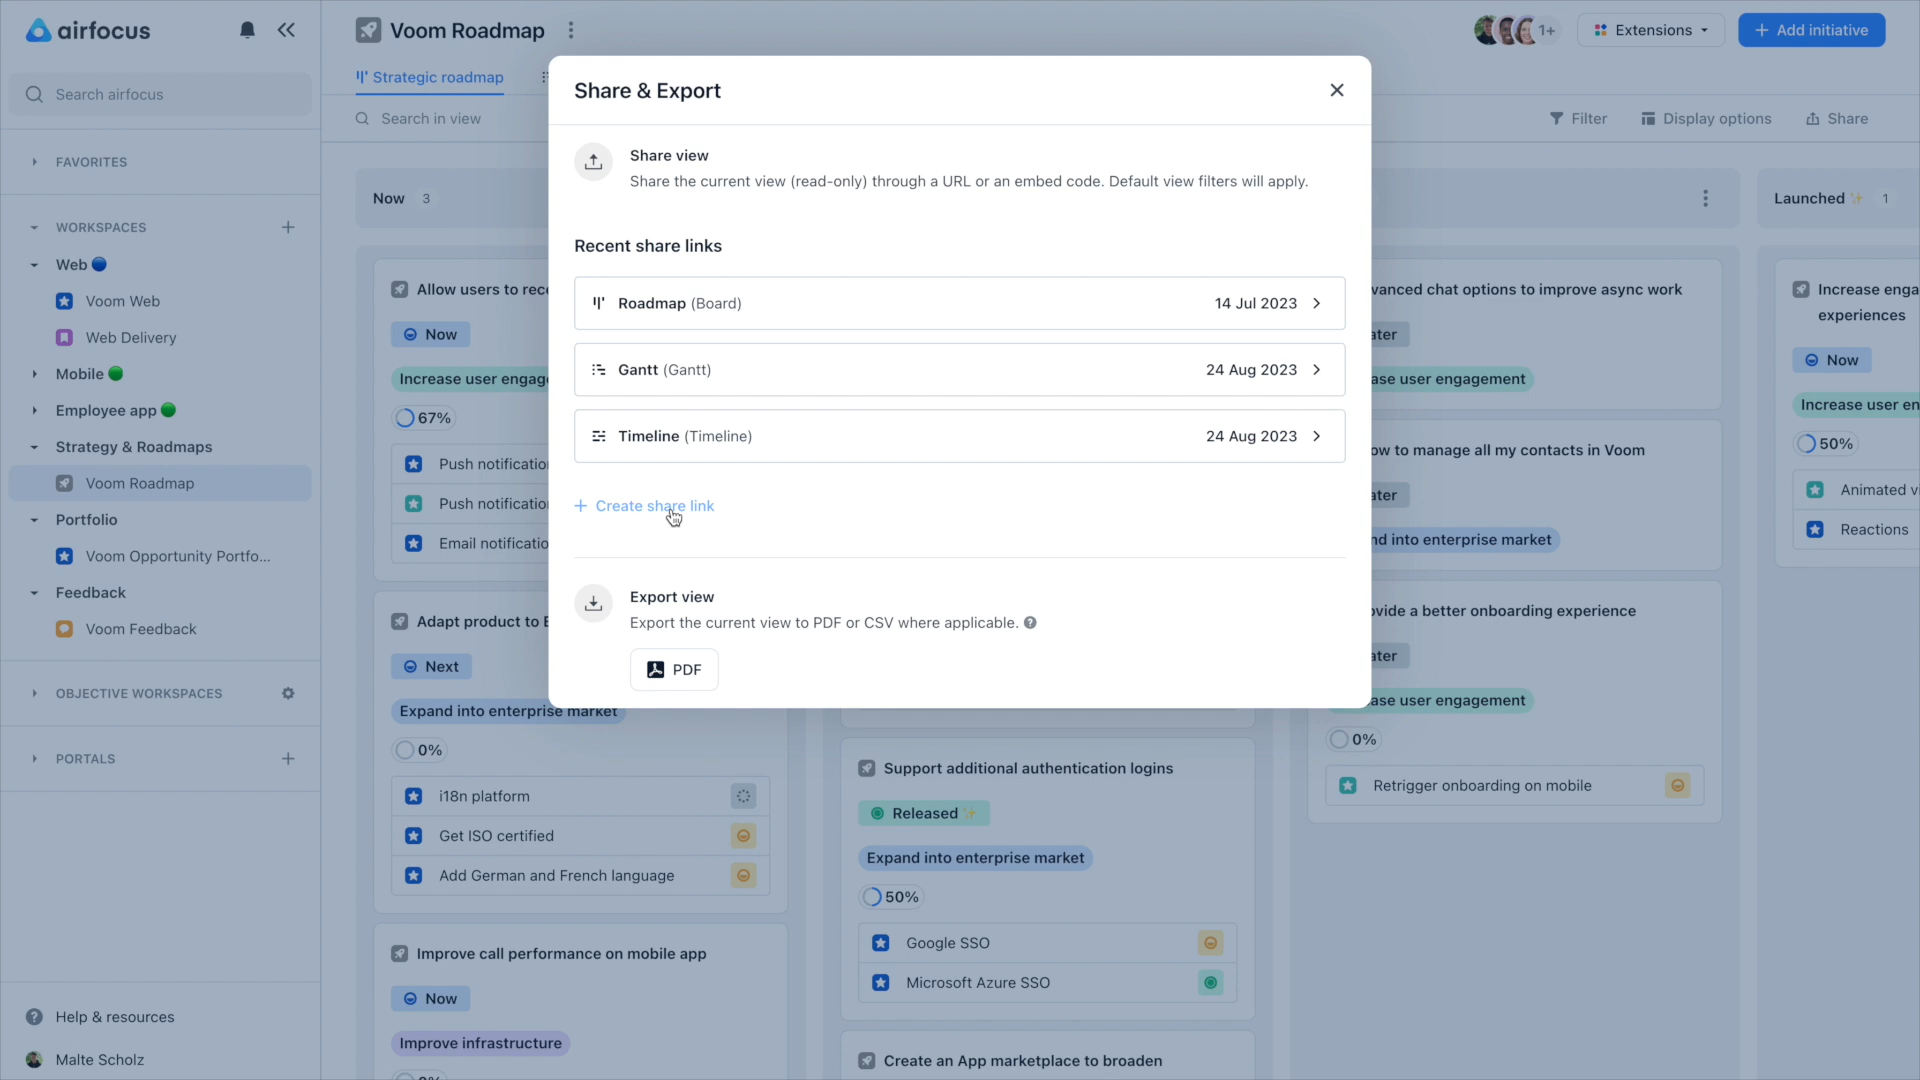 airfocus
Search airfocus
FAVORITES
WORKSPACES
Web
Voom Web
Web Delivery
Mobile
Employee app
Strategy & Roadmaps
Voom Roadmap
Portfolio
Voom Opportunity Portfo...
Feedback
Voom Feedback
OBJECTIVE WORKSPACES
PORTALS
Help & resources
Malte Scholz
Voom Roadmap
1+
Extensions
Add initiative
Strategic roadmap
Search in view
Filter
Display options
Share
Share & Export
Share view
Share the current view (read-only) through a URL or an embed code. Default view filters will apply.
Recent share links
Roadmap (Board)
14 Jul 2023
Gantt (Gantt)
24 Aug 2023
Timeline (Timeline)
24 Aug 2023
Create share link
Export view
Export the current view to PDF or CSV where applicable.
PDF
Now 3
Allow users to rec
Now
Increase user engag
67%
Push notificatio
Push notificatio
Email notificatio
Adapt product to
Next
Expand into enterprise market
0%
i18n platform
Get ISO certified
Add German and French language
Improve call performance on mobile app
Now
Improve infrastructure
Support additional authentication logins
Released
Expand into enterprise market
50%
Google SSO
Microsoft Azure SSO
Create an App marketplace to broaden
vanced chat options to improve async work
ater
ase user engagement
ow to manage all my contacts in Voom
ater
nd into enterprise market
ovide a better onboarding experience
ater
ase user engagement
0%
Retrigger onboarding on mobile
Launched 1
Increase enga
experiences
Now
Increase user en
50%
Animated vi
Reactions